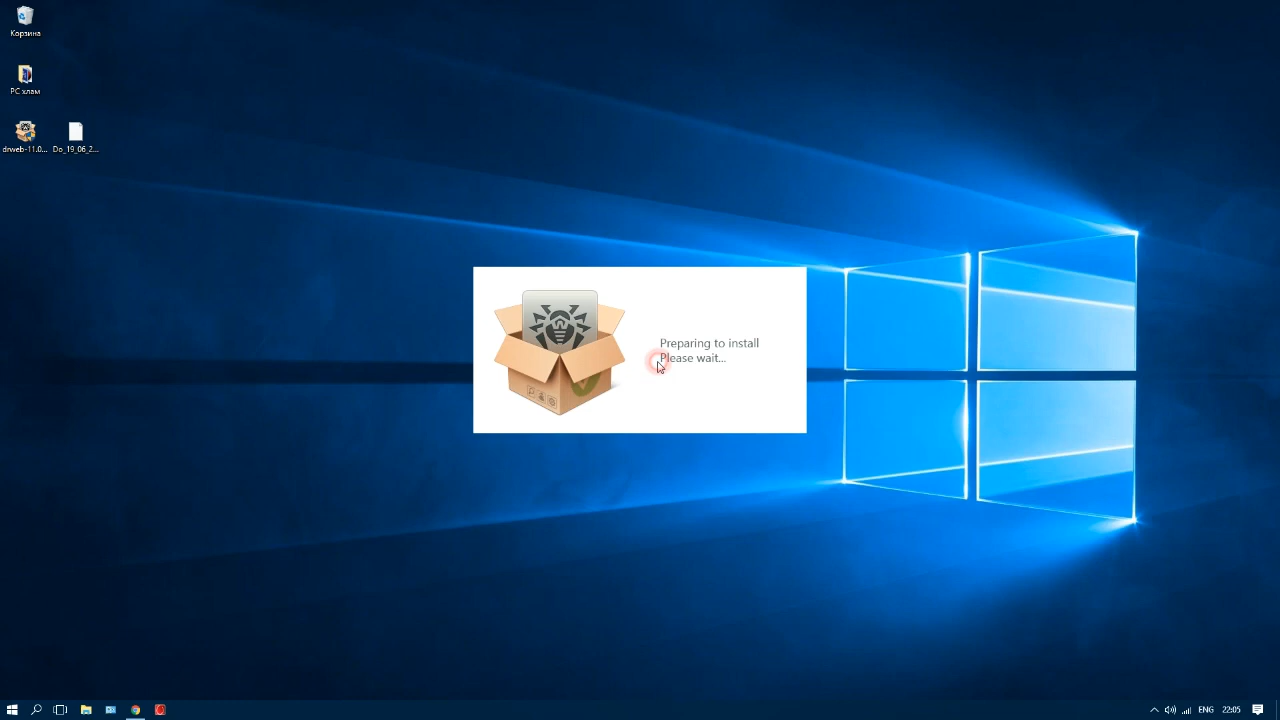 Корзина
PC хлам
drweb-11.0...
Do_19_06_2...
Preparing to install
Please wait...
ENG
22:05